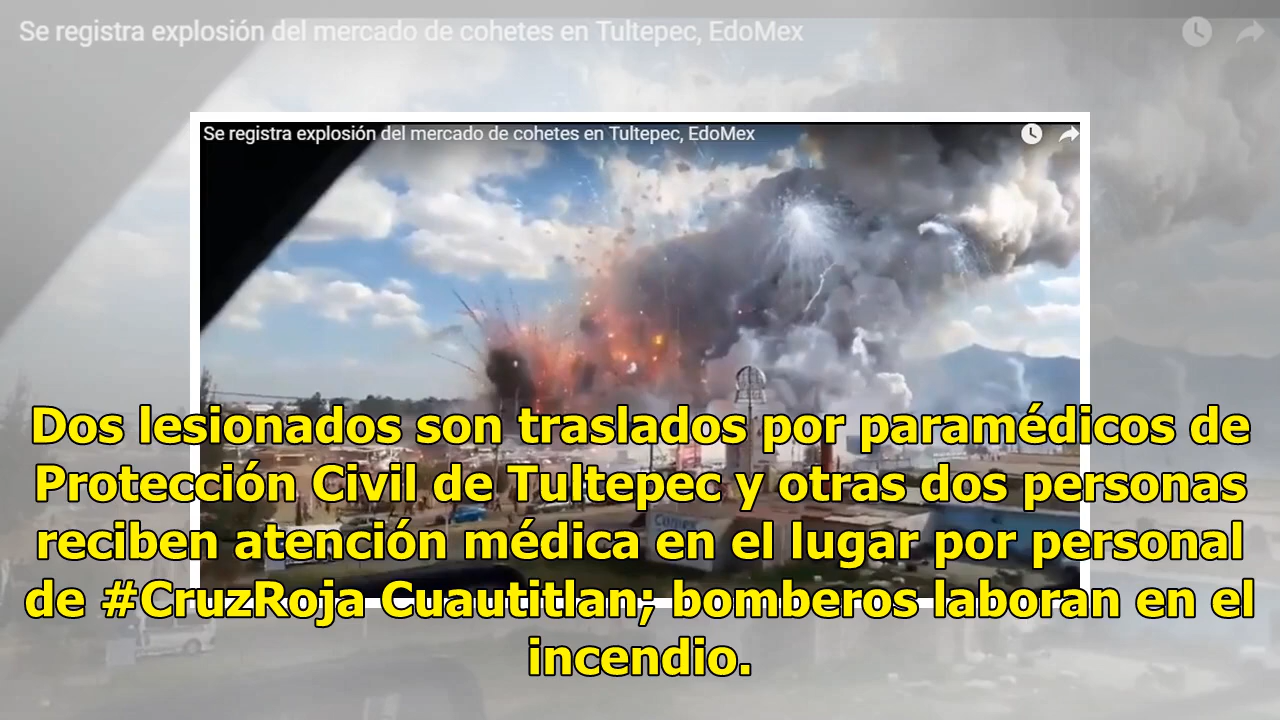 Se registra explosión del mercado de cohetes en Tultepec, EdoMex
Se registra explosión del mercado de cohetes en Tultepec, EdoMex
Dos lesionados son traslados por paramédicos de
Protección Civil de Tultepec y otras dos personas
reciben atención médica en el lugar por personal
de #CruzRoja Cuautitlan; bomberos laboran en el
incendio.